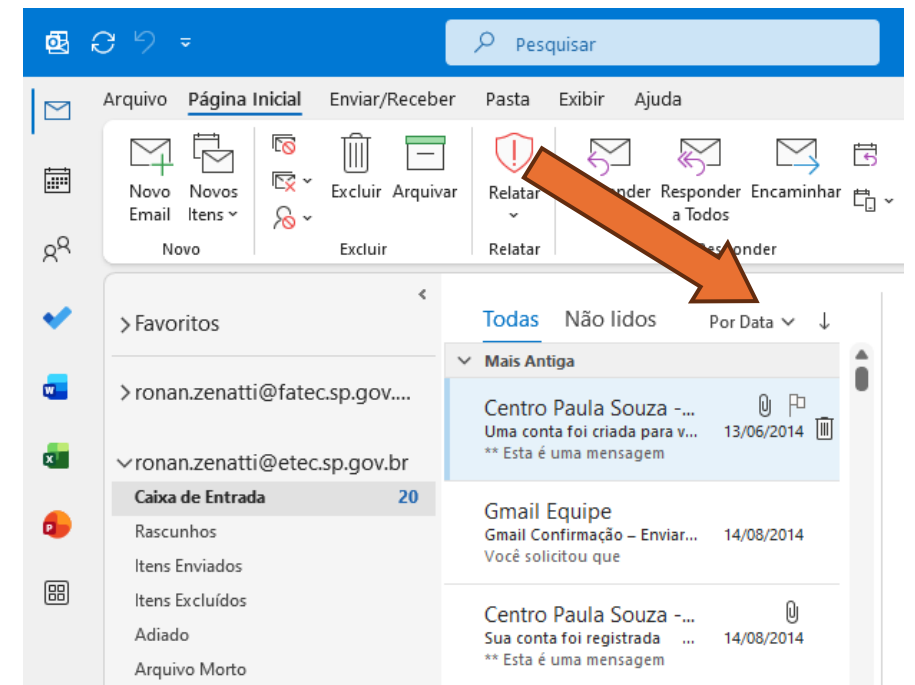 Pesquisar
Arquivo Página Inicial Enviar/Receber Pasta Exibir Ajuda
Novo Email
Novos Itens
Excluir
Arquivar
Relatar
nder
Responder a Todos
Encaminhar
Novo
Excluir
Relatar
onder
Favoritos
ronan.zenatti@fatec.sp.gov....
ronan.zenatti@etec.sp.gov.br
Caixa de Entrada 20
Rascunhos
Itens Enviados
Itens Excluídos
Adiado
Arquivo Morto
Todas Não lidos Por Data
Mais Antiga
Centro Paula Souza -...
Uma conta foi criada para v... 13/06/2014
** Esta é uma mensagem
Gmail Equipe
Gmail Confirmação – Enviar... 14/08/2014
Você solicitou que
Centro Paula Souza -...
Sua conta foi registrada ... 14/08/2014
** Esta é uma mensagem